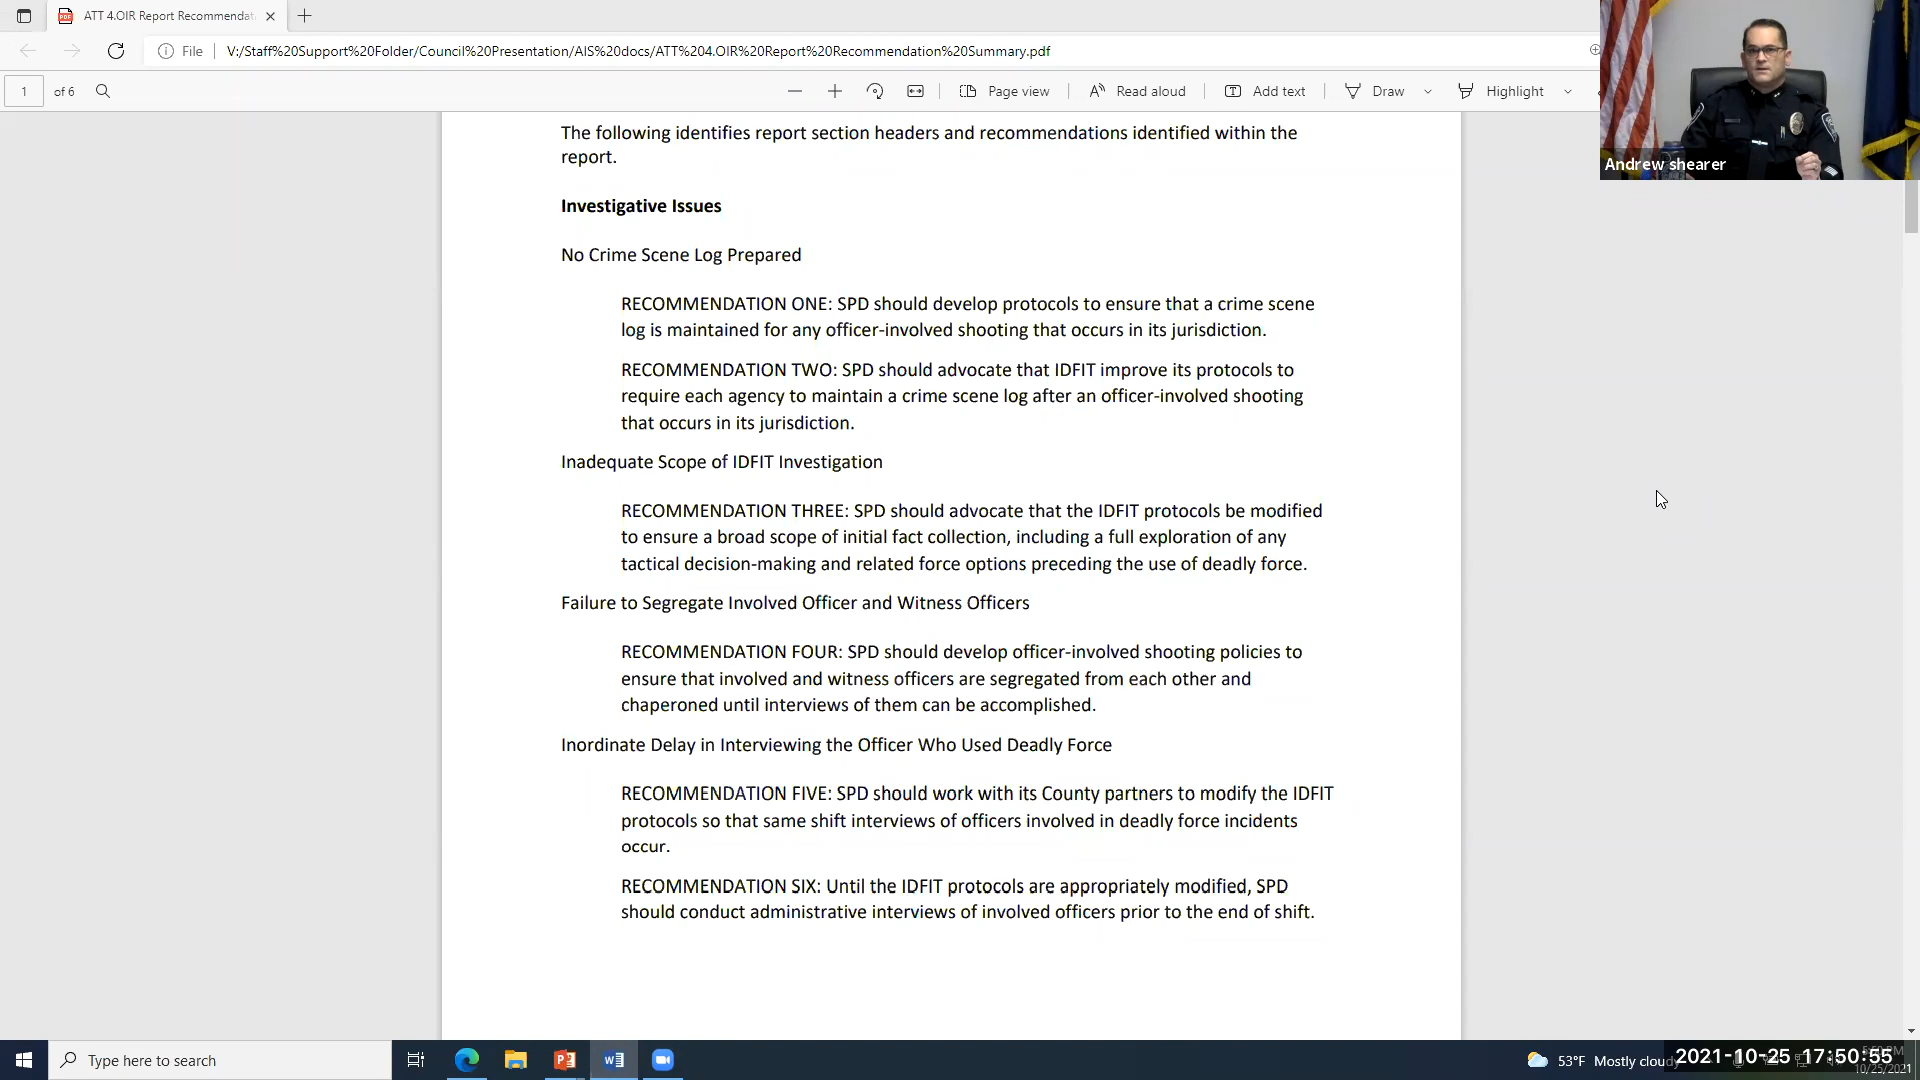 ATT 4.OIR Report Recommendat
File
V:/Staff%20Support%20Folder/Council%20Presentation/AIS%20docs/ATT%204.OIR%20Report%20Recommendation%20Summary.pdf
1 of 6
Page view
Read aloud
Add text
Draw
Highlight
Andrew shearer
The following identifies report section headers and recommendations identified within the
report.
Investigative Issues
No Crime Scene Log Prepared
RECOMMENDATION ONE: SPD should develop protocols to ensure that a crime scene
log is maintained for any officer-involved shooting that occurs in its jurisdiction.
RECOMMENDATION TWO: SPD should advocate that IDFIT improve its protocols to
require each agency to maintain a crime scene log after an officer-involved shooting
that occurs in its jurisdiction.
Inadequate Scope of IDFIT Investigation
RECOMMENDATION THREE: SPD should advocate that the IDFIT protocols be modified
to ensure a broad scope of initial fact collection, including a full exploration of any
tactical decision-making and related force options preceding the use of deadly force.
Failure to Segregate Involved Officer and Witness Officers
RECOMMENDATION FOUR: SPD should develop officer-involved shooting policies to
ensure that involved and witness officers are segregated from each other and
chaperoned until interviews of them can be accomplished.
Inordinate Delay in Interviewing the Officer Who Used Deadly Force
RECOMMENDATION FIVE: SPD should work with its County partners to modify the IDFIT
protocols so that same shift interviews of officers involved in deadly force incidents
occur.
RECOMMENDATION SIX: Until the IDFIT protocols are appropriately modified, SPD
should conduct administrative interviews of involved officers prior to the end of shift.
Type here to search
53°F Mostly cloudy
2021-10-25 17:50:55
10/25/2021